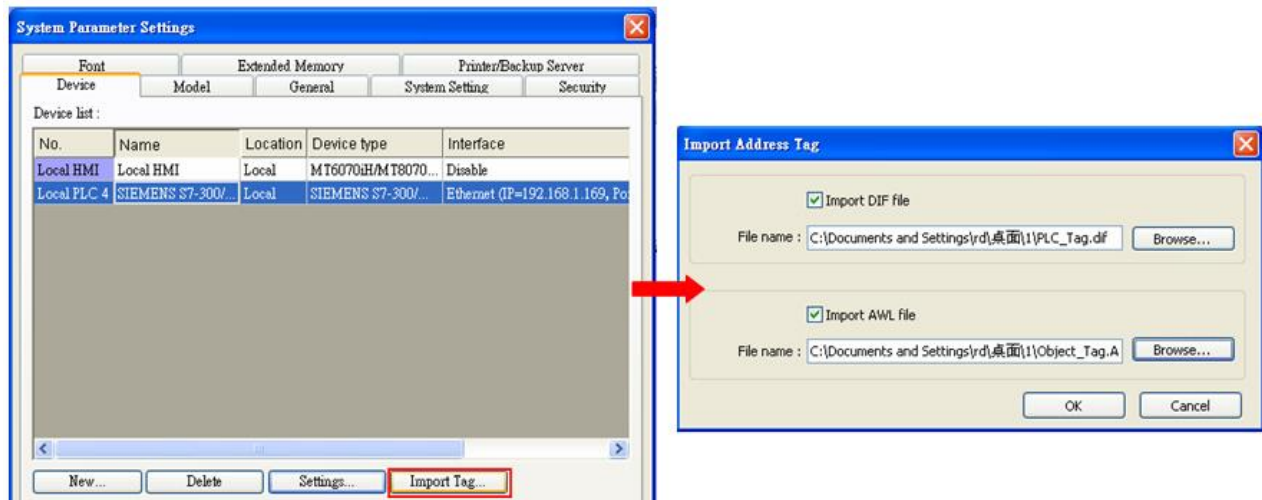 System Parameter Settings
Font Extended Memory Printer/Backup Server
Device Model General System Setting Security
Device list :
No. Name Location Device type Interface
Local HMI Local HMI Local MT6070iH/MT8070... Disable
Local PLC 4 SIEMENS S7-300/... Local SIEMENS S7-300/... Ethernet (IP=192.168.1.169, Po
New... Delete Settings... Import Tag...
Import Address Tag
Import DIF file
File name : C:\Documents and Settings\rd\桌面\1\PLC_Tag.dif Browse...
Import AWL file
File name : C:\Documents and Settings\rd\桌面\1\Object_Tag.A Browse...
OK Cancel